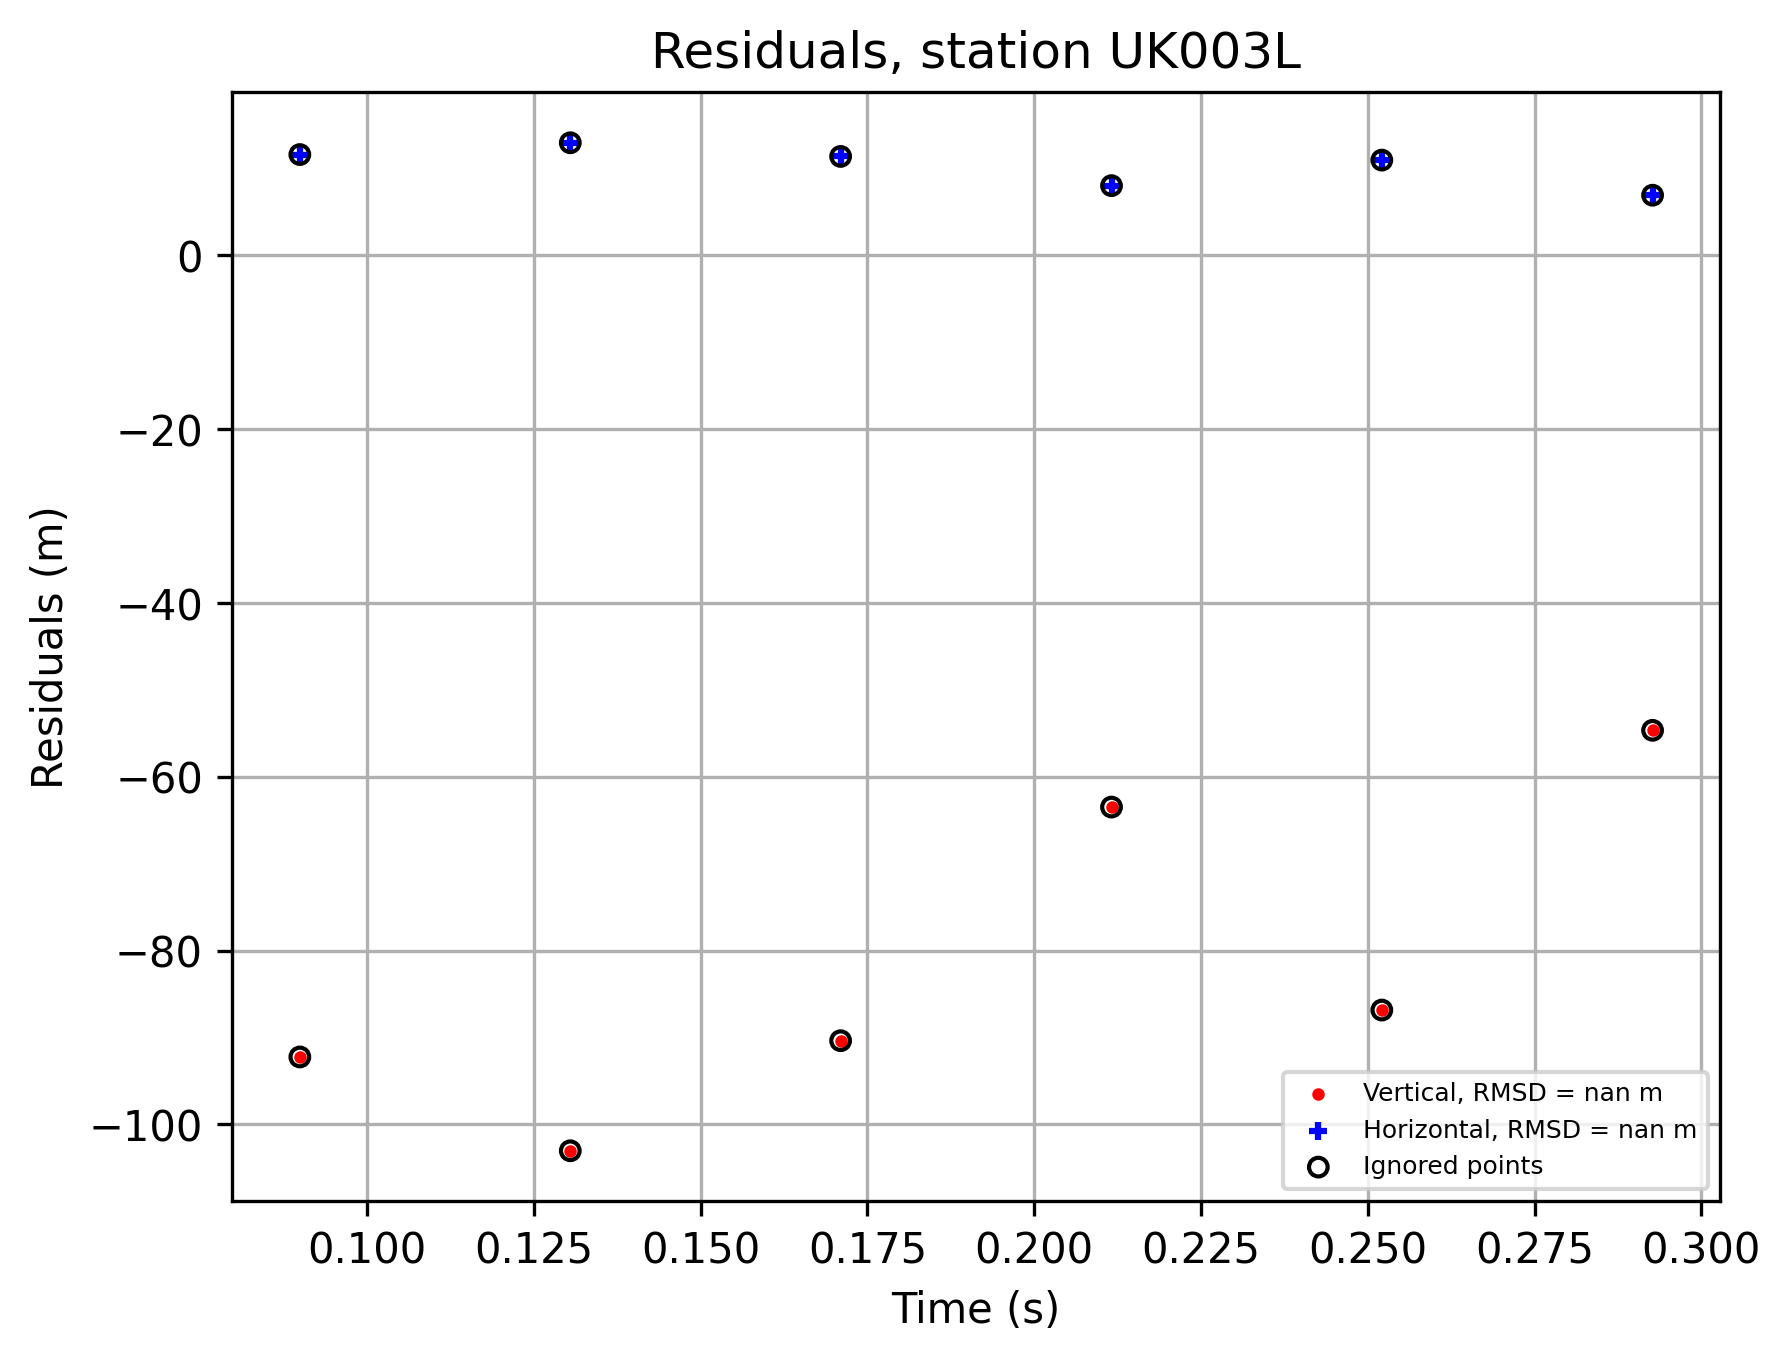 Residuals, station UK003L
Residuals (m)
0
−20
−40
−60
−80
−100
Vertical, RMSD = nan m
Horizontal, RMSD = nan m
Ignored points
0.100 0.125 0.150 0.175 0.200 0.225 0.250 0.275 0.300
Time (s)